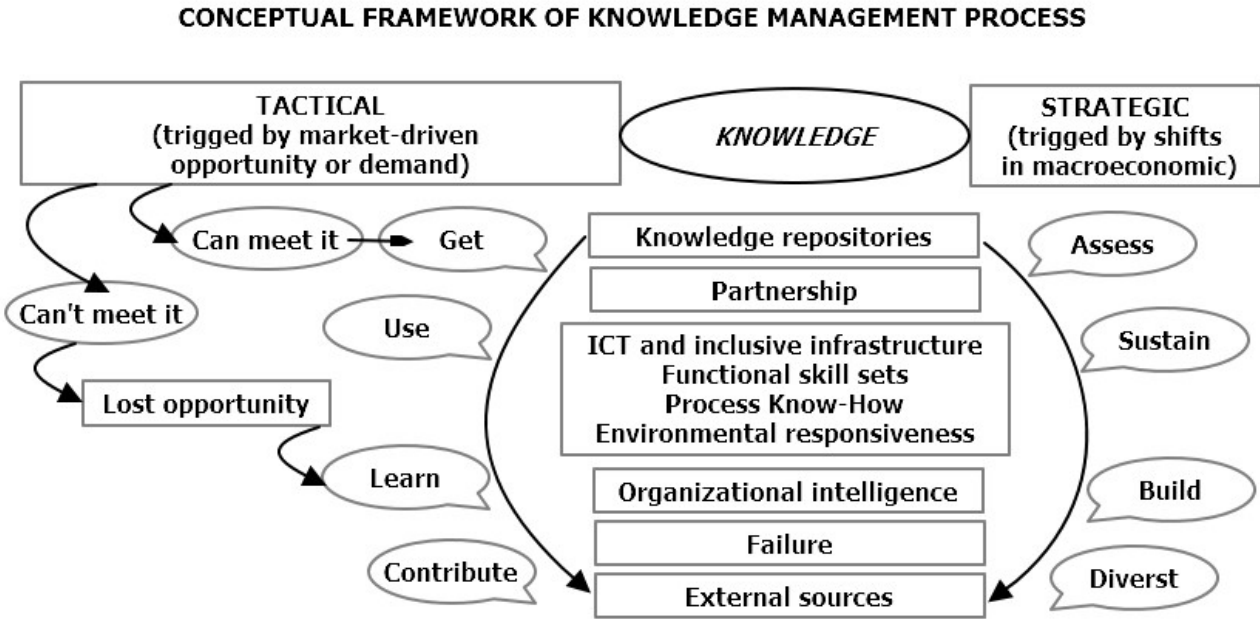 CONCEPTUAL FRAMEWORK OF KNOWLEDGE MANAGEMENT PROCESS
TACTICAL
(trigged by market-driven
opportunity or demand)
KNOWLEDGE
STRATEGIC
(trigged by shifts
in macroeconomic)
Can meet it
Get
Knowledge repositories
Assess
Partnership
Can't meet it
Use
Sustain
ICT and inclusive infrastructure
Functional skill sets
Process Know-How
Environmental responsiveness
Lost opportunity
Learn
Organizational intelligence
Build
Failure
Contribute
External sources
Diverst